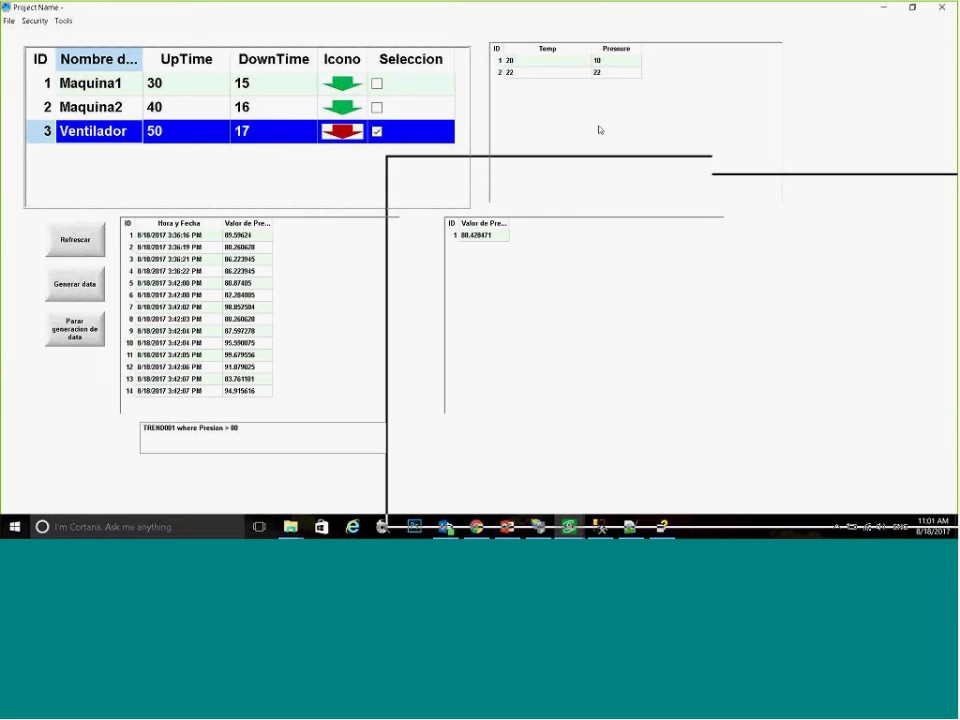 Project Name -
File Security Tools
ID Nombre d... UpTime DownTime Icono Seleccion
1 Maquina1 30 15
2 Maquina2 40 16
3 Ventilador 50 17
ID Temp Pressure
1 20 10
2 22 22
Refrescar
Generar data
Parar
generacion de
data
ID Hora y Fecha Valor de Pre...
1 8/18/2017 3:36:16 PM 89.59624
2 8/18/2017 3:36:19 PM 80.260628
3 8/18/2017 3:36:21 PM 86.223945
4 8/18/2017 3:36:22 PM 86.223945
5 8/18/2017 3:42:00 PM 80.87405
6 8/18/2017 3:42:00 PM 82.284005
7 8/18/2017 3:42:02 PM 90.852504
8 8/18/2017 3:42:03 PM 80.260628
9 8/18/2017 3:42:04 PM 87.597278
10 8/18/2017 3:42:04 PM 95.590075
11 8/18/2017 3:42:05 PM 99.679556
12 8/18/2017 3:42:06 PM 91.079025
13 8/18/2017 3:42:07 PM 83.761101
14 8/18/2017 3:42:07 PM 94.915616
ID Valor de Pre...
1 88.428471
TREND001 where Presion > 80
I'm Cortana. Ask me anything.
ENG
11:01 AM
8/18/2017